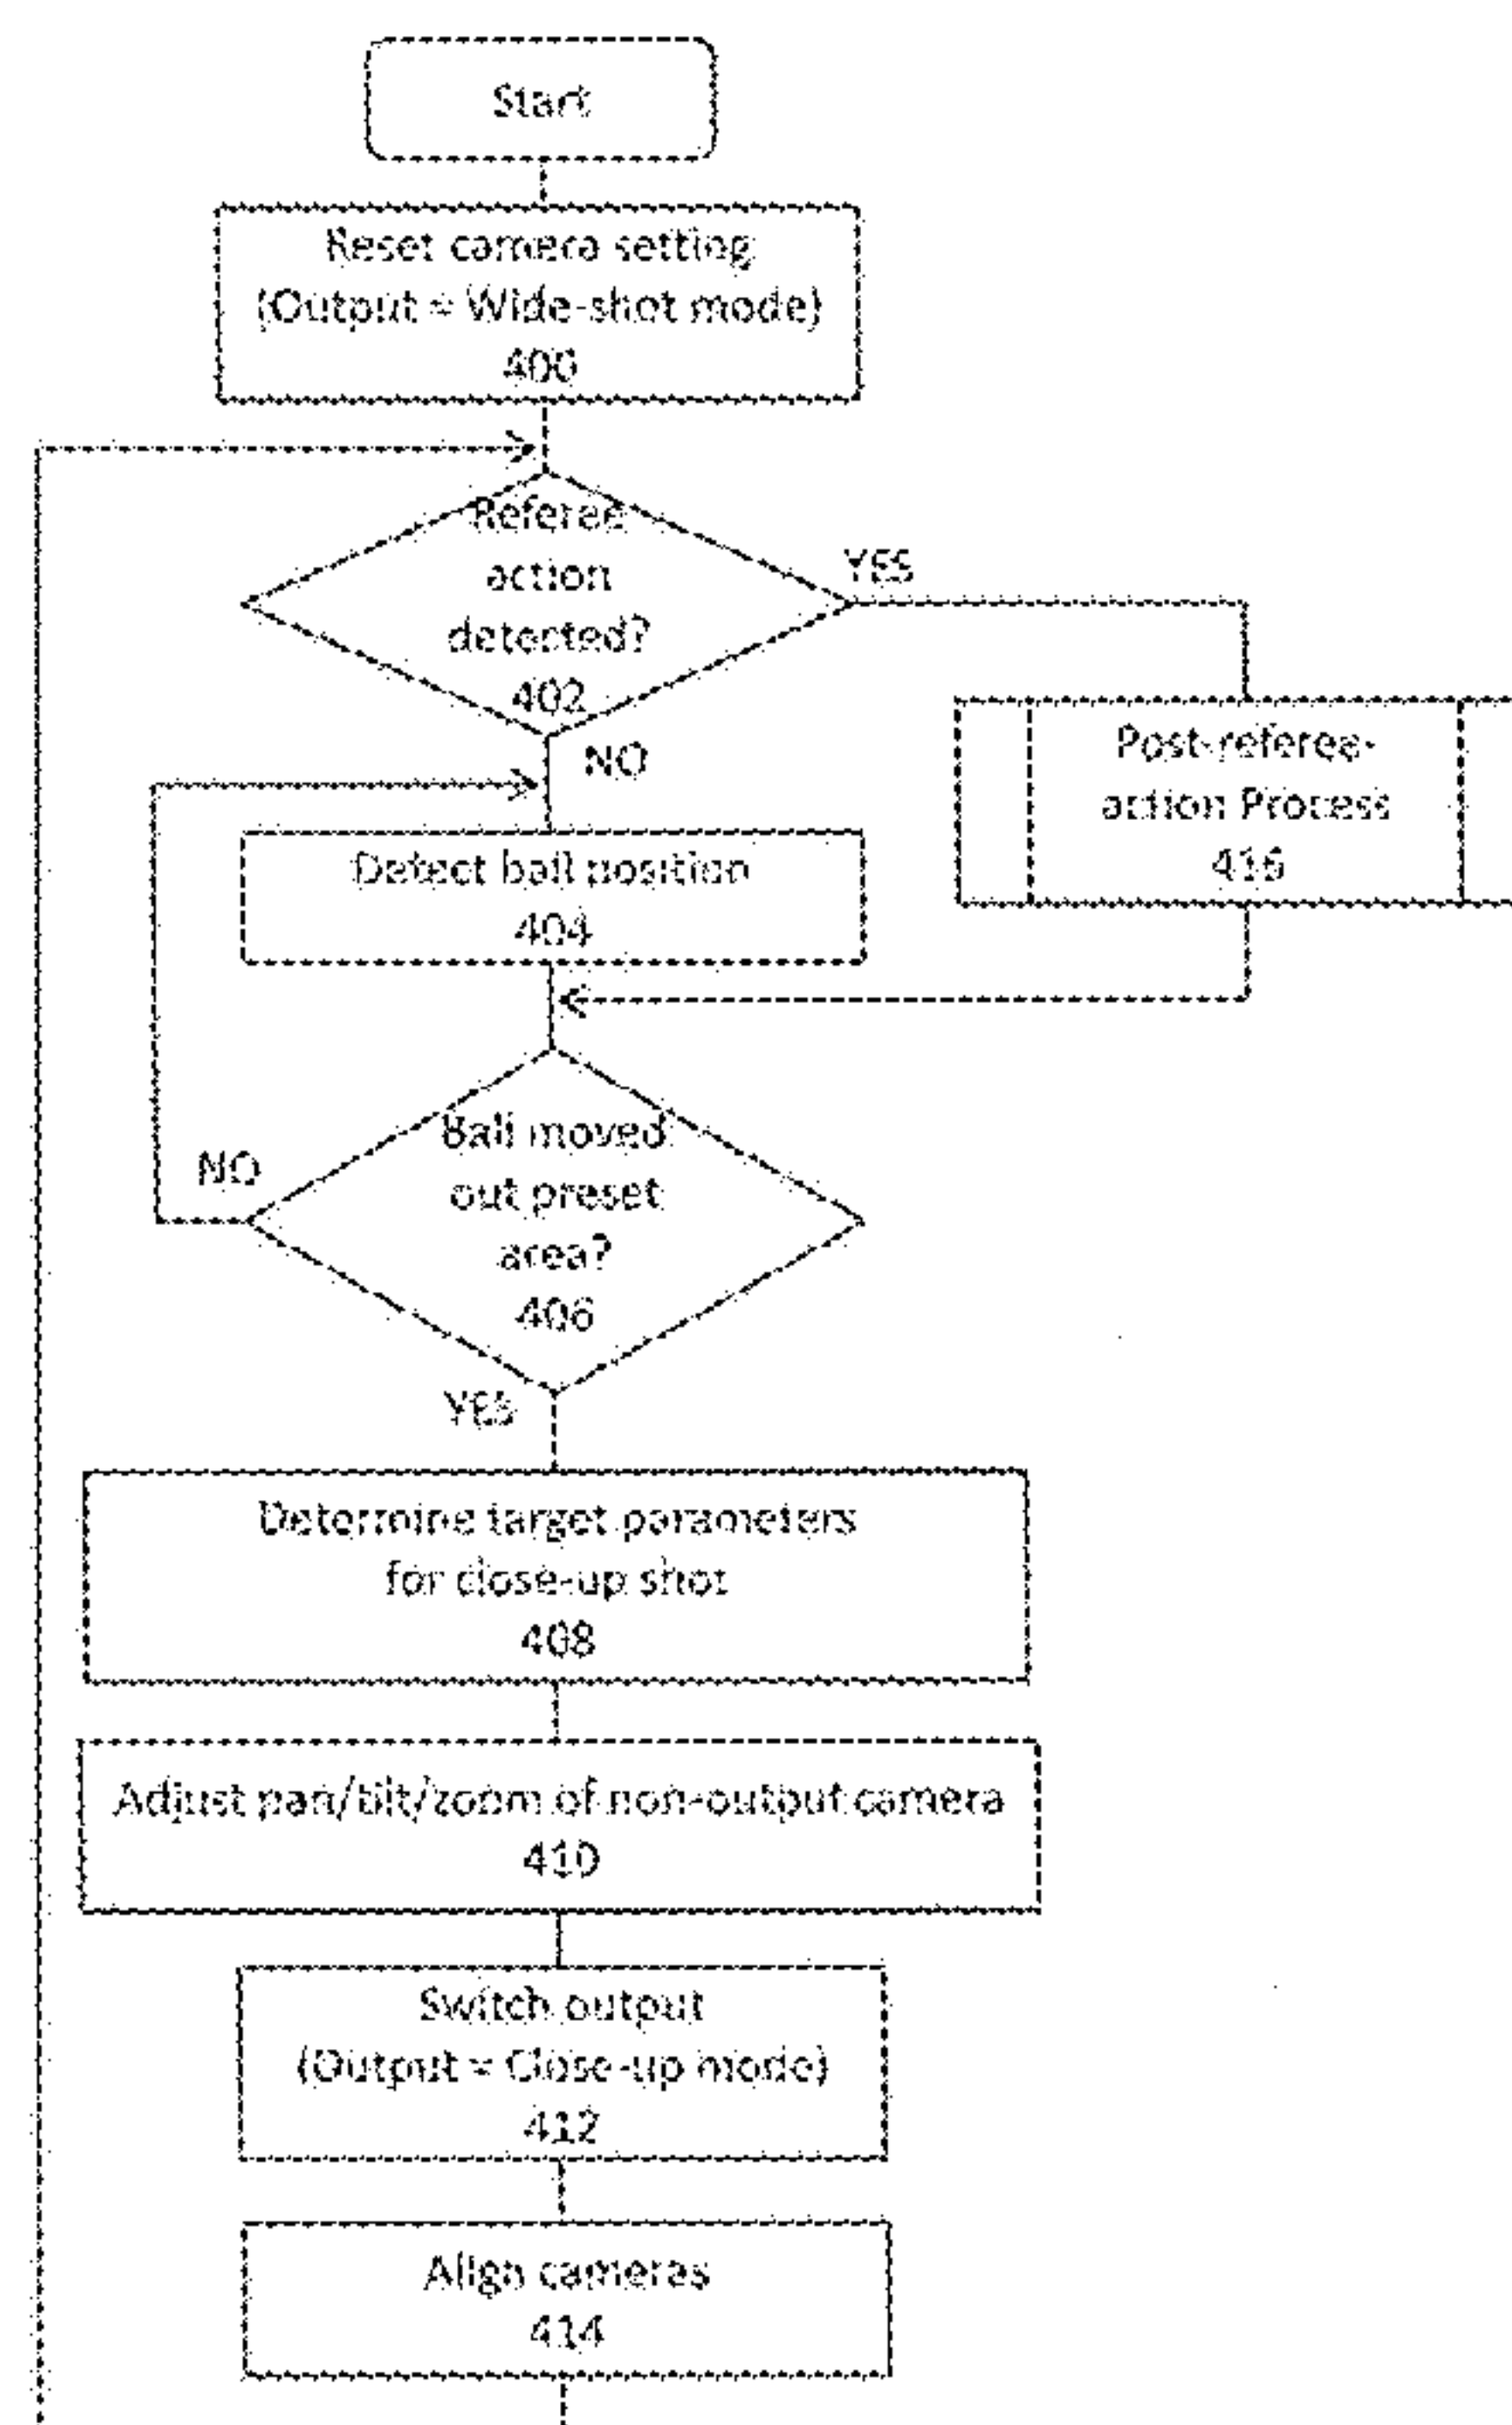 Start
Reset camera setting
(Output = Wide-shot mode)
400
Referee
action
detected?
402
YES
NO
Post-referee-
action Process
416
Detect ball position
404
Ball moved
out preset
area?
406
NO
YES
Determine target parameters
for close-up shot
408
Adjust pan/tilt/zoom of non-output camera
410
Switch output
(Output = Close-up mode)
412
Align cameras
414